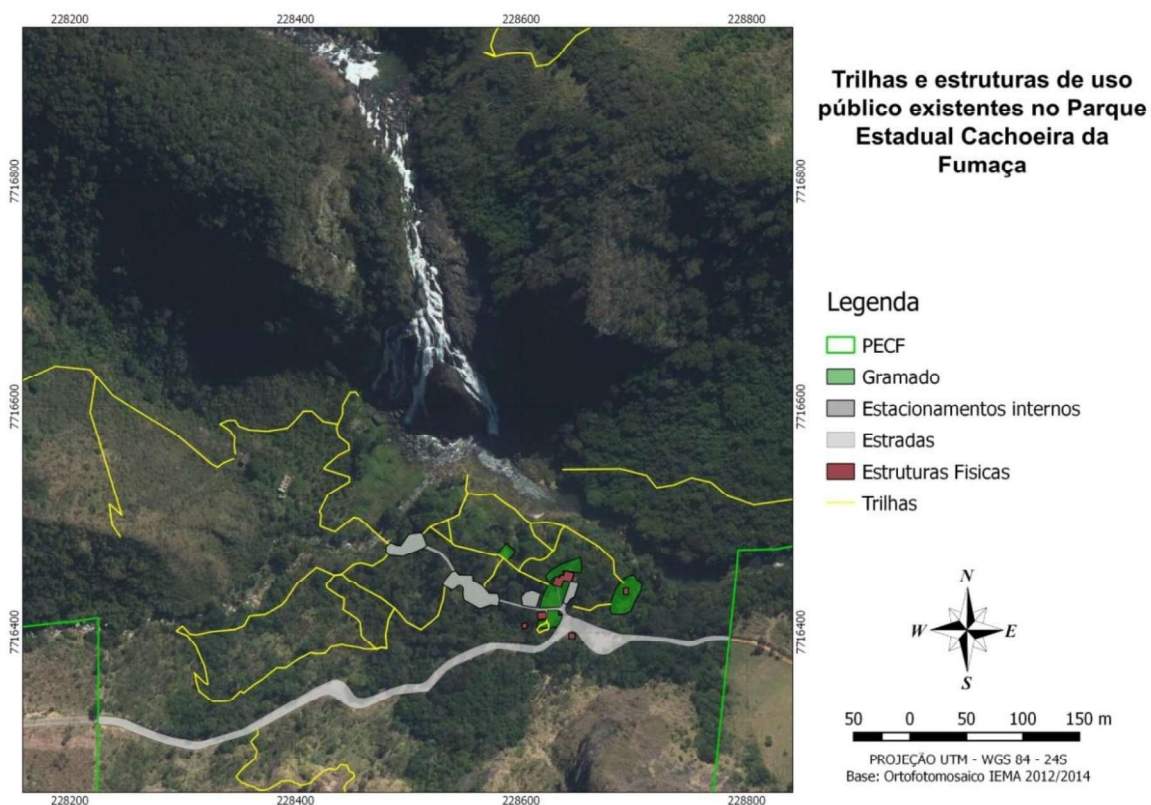 228200 228400 228600 228800
Trilhas e estruturas de uso
público existentes no Parque
Estadual Cachoeira da
Fumaça
7716800 7716800
Legenda
PECF
Gramado
7716600 7716600
Estacionamentos internos
Estradas
Estruturas Fisicas
Trilhas
N
W E
S
7716400 7716400
50 0 50 100 150 m
PROJEÇÃO UTM - WGS 84 - 24S
Base: Ortofotomosaico IEMA 2012/2014
228200 228400 228600 228800